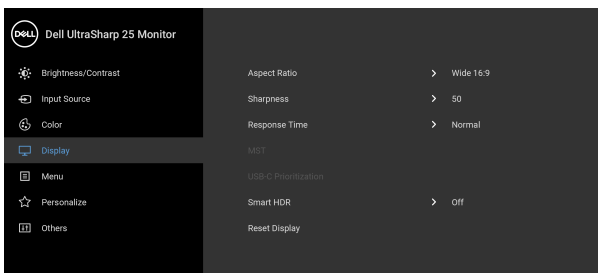 DELL Dell UltraSharp 25 Monitor
Brightness/Contrast
Input Source
Color
Display
Menu
Personalize
Others
Aspect Ratio > Wide 16:9
Sharpness > 50
Response Time > Normal
MST
USB-C Prioritization
Smart HDR > Off
Reset Display